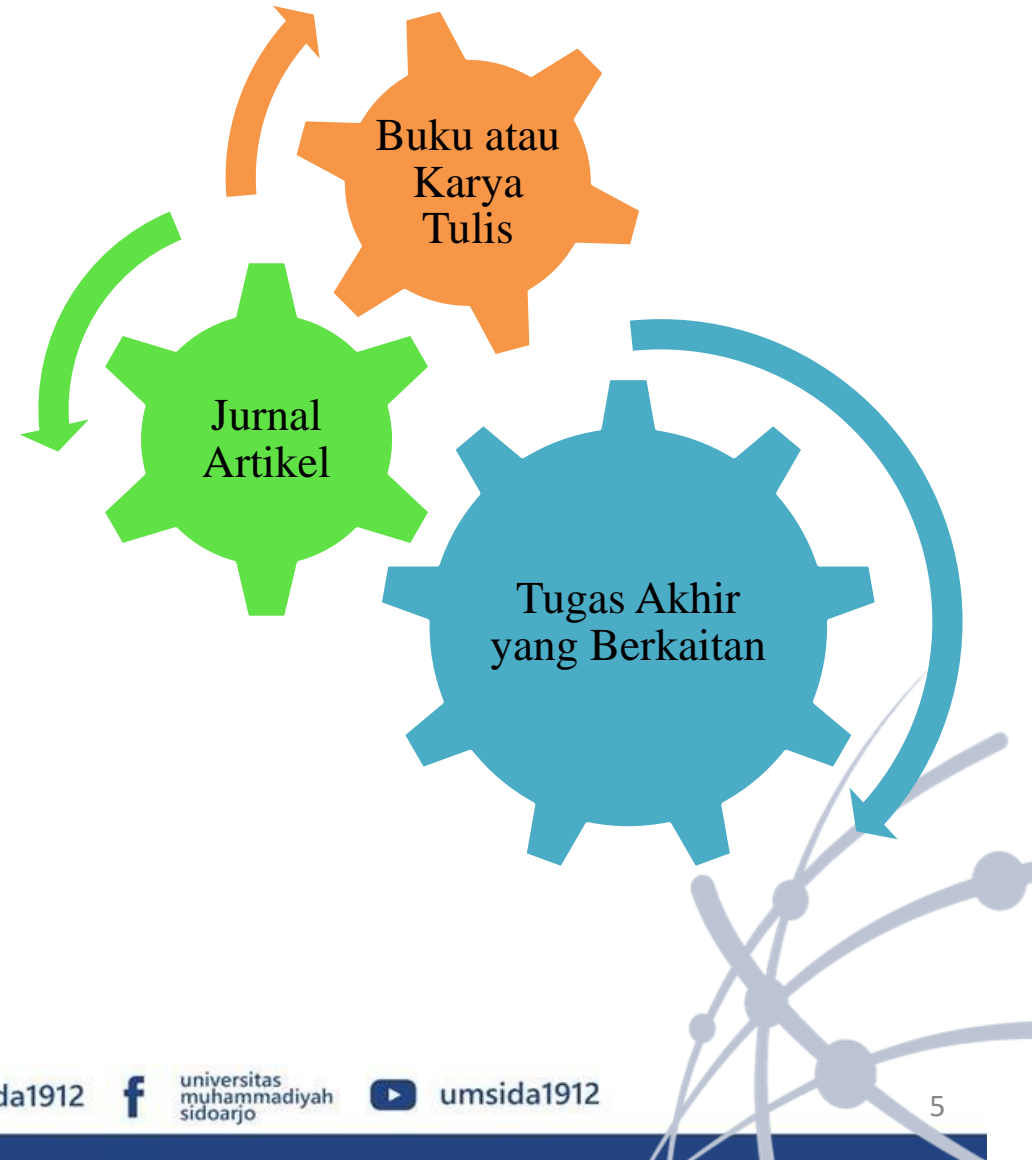 Buku atau
Karya
Tulis
Jurnal
Artikel
Tugas Akhir
yang Berkaitan
da1912
f
universitas
muhammadiyah
sidoarjo
umsida1912
5